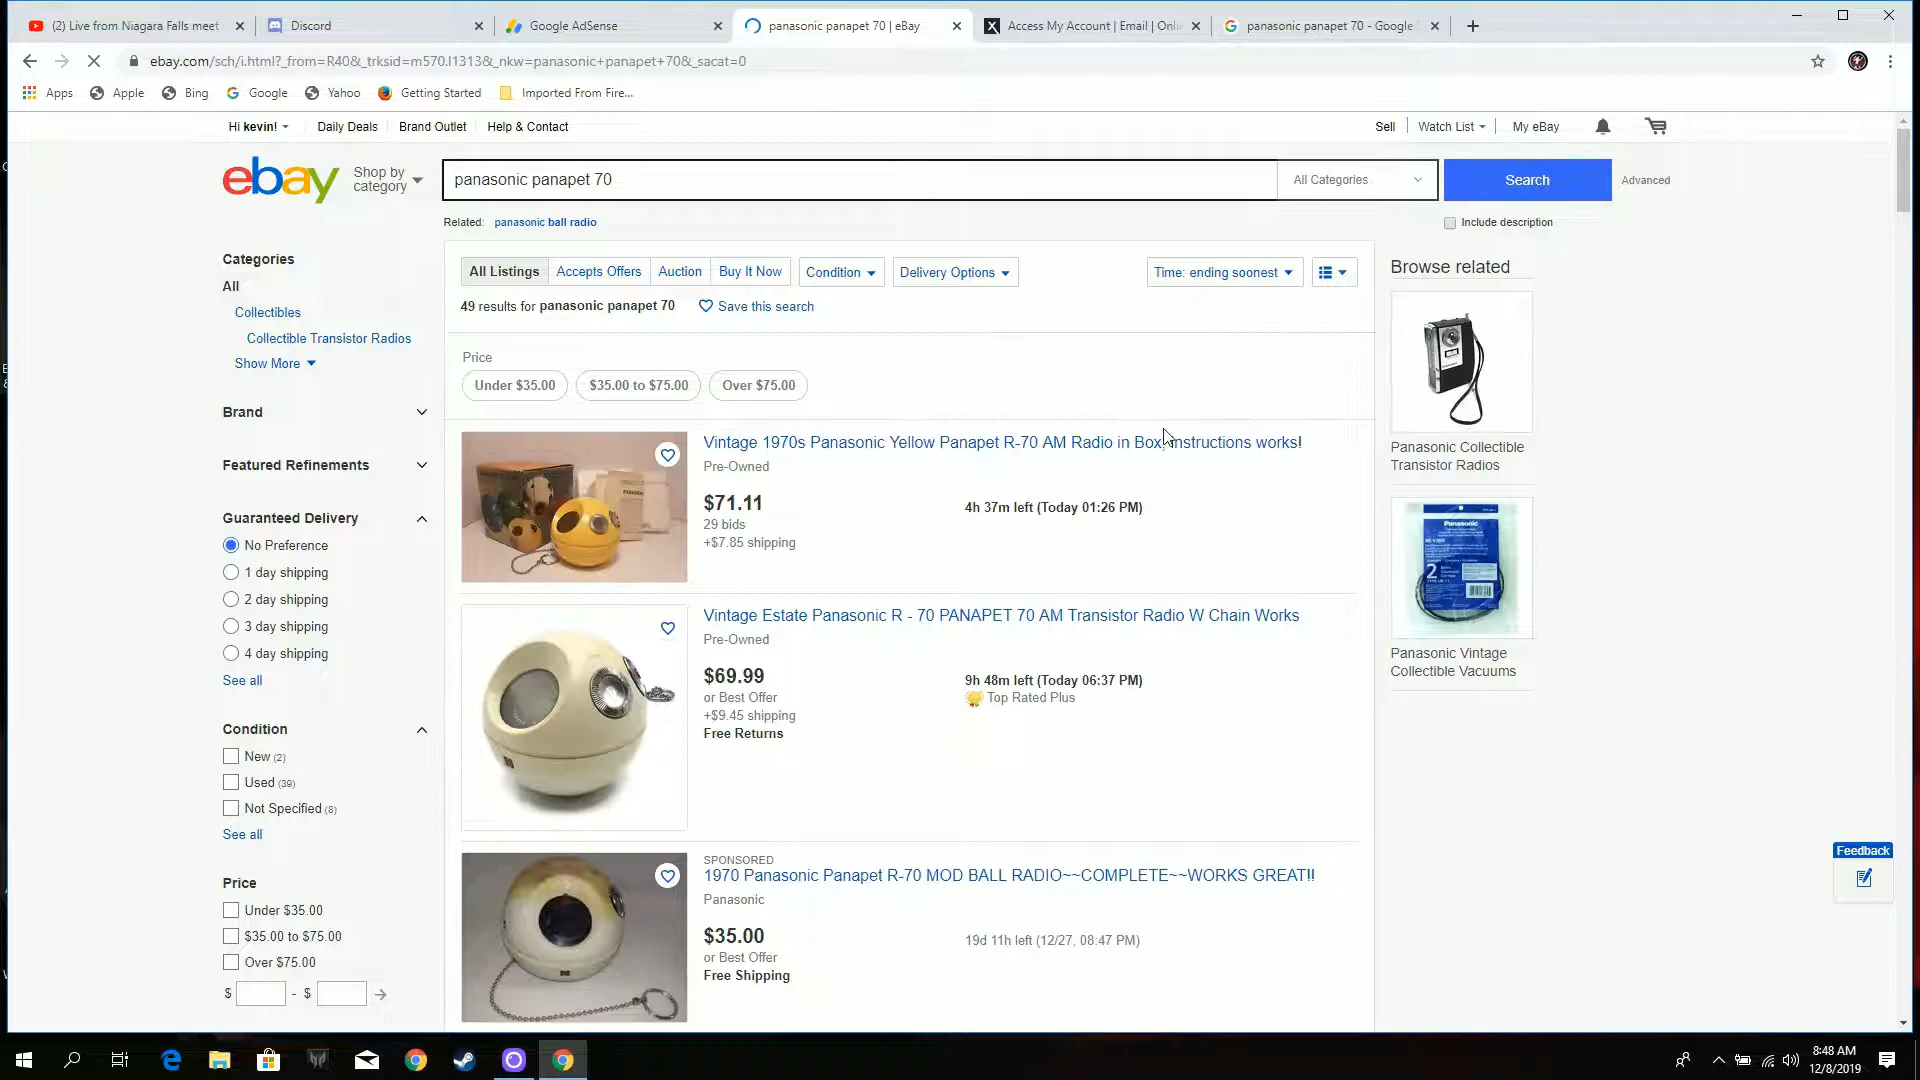 (2) Live from Niagara Falls meet
Discord
Google AdSense
panasonic panapet 70 | eBay
Access My Account | Email | Onli
panasonic panapet 70 - Google
ebay.com/sch/i.html?_from=R40&_trksid=m570.l1313&_nkw=panasonic+panapet+70&_sacat=0
Apps
Apple
Bing
Google
Yahoo
Getting Started
Imported From Fire...
Hi kevin!
Daily Deals
Brand Outlet
Help & Contact
Sell
Watch List
My eBay
ebay
Shop by
category
panasonic panapet 70
All Categories
Search
Advanced
Related: panasonic ball radio
Include description
Categories
All
Collectibles
Collectible Transistor Radios
Show More
Brand
Featured Refinements
Guaranteed Delivery
No Preference
1 day shipping
2 day shipping
3 day shipping
4 day shipping
See all
Condition
New (2)
Used (39)
Not Specified (8)
See all
Price
Under $35.00
$35.00 to $75.00
Over $75.00
$ - $
All Listings
Accepts Offers
Auction
Buy It Now
Condition
Delivery Options
Time: ending soonest
49 results for panasonic panapet 70
Save this search
Price
Under $35.00
$35.00 to $75.00
Over $75.00
Vintage 1970s Panasonic Yellow Panapet R-70 AM Radio in Box,instructions works!
Pre-Owned
$71.11
29 bids
+$7.85 shipping
4h 37m left (Today 01:26 PM)
Vintage Estate Panasonic R - 70 PANAPET 70 AM Transistor Radio W Chain Works
Pre-Owned
$69.99
or Best Offer
+$9.45 shipping
Free Returns
9h 48m left (Today 06:37 PM)
Top Rated Plus
SPONSORED
1970 Panasonic Panapet R-70 MOD BALL RADIO~~COMPLETE~~WORKS GREAT!!
Panasonic
$35.00
or Best Offer
Free Shipping
19d 11h left (12/27, 08:47 PM)
Browse related
Panasonic Collectible
Transistor Radios
Panasonic
2
Panasonic Vintage
Collectible Vacuums
Feedback
8:48 AM
12/8/2019